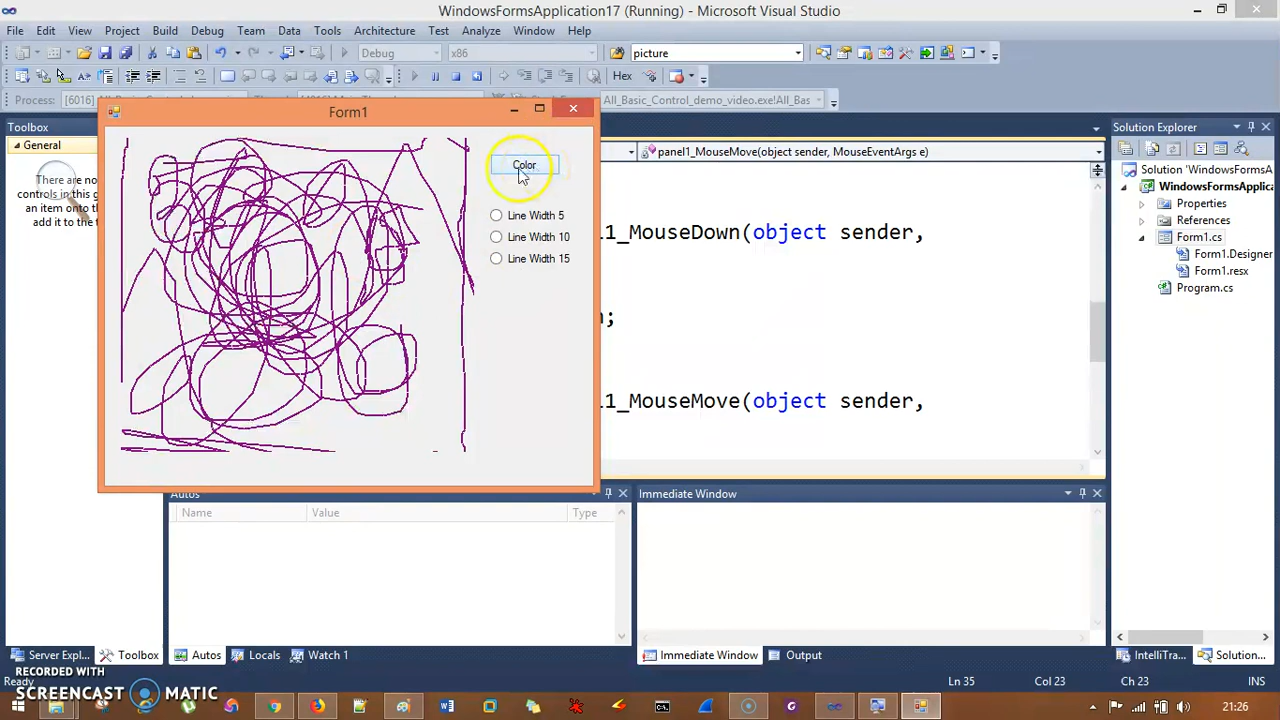 WindowsFormsApplication17 (Running) - Microsoft Visual Studio
File Edit View Project Build Debug Team Data Tools Architecture Test Analyze Window Help
Debug x86 picture
Hex
Process: [6016] All_Basic_Control_demo_video.exe!All_Bas
Toolbox
General
There are no
controls in this g
an item onto t
add it to the t
Form1
Color
Line Width 5
Line Width 10
Line Width 15
panel1_MouseMove(object sender, MouseEventArgs e)
l1_MouseDown(object sender,
;
l1_MouseMove(object sender,
Solution Explorer
Solution 'WindowsFormsApplica
WindowsFormsApplica
Properties
References
Form1.cs
Form1.Designer
Form1.resx
Program.cs
Autos
Name Value Type
Immediate Window
Server Expl... Toolbox Autos Locals Watch 1 Immediate Window Output IntelliTra... Solution...
Ready Ln 35 Col 23 Ch 23 INS
RECORDED WITH
SCREENCAST MATIC
21:26